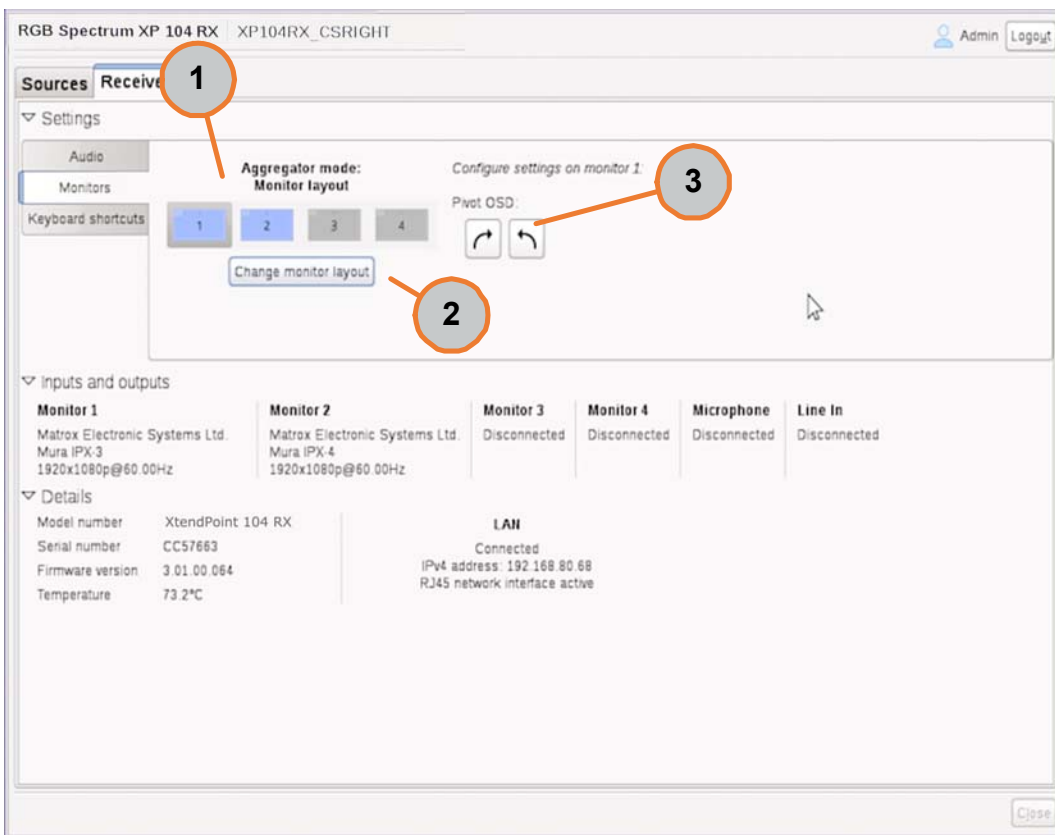 RGB Spectrum XP 104 RX XP104RX_CSRIGHT
Admin Logout
Sources Receive
1
Settings
Audio
Monitors
Keyboard shortcuts
Aggregator mode:
Monitor layout
1 2 3 4
Change monitor layout
2
Configure settings on monitor 1:
3
Pivot OSD:
Inputs and outputs
Monitor 1 Monitor 2 Monitor 3 Monitor 4 Microphone Line In
Matrox Electronic Systems Ltd. Matrox Electronic Systems Ltd. Disconnected Disconnected Disconnected Disconnected
Mura IPX-3 Mura IPX-4
1920x1080p@60.00Hz 1920x1080p@60.00Hz
Details
Model number XtendPoint 104 RX LAN
Serial number CC57663 Connected
Firmware version 3.01.00.064 IPv4 address: 192.168.80.68
Temperature 73.2°C RJ45 network interface active
Close